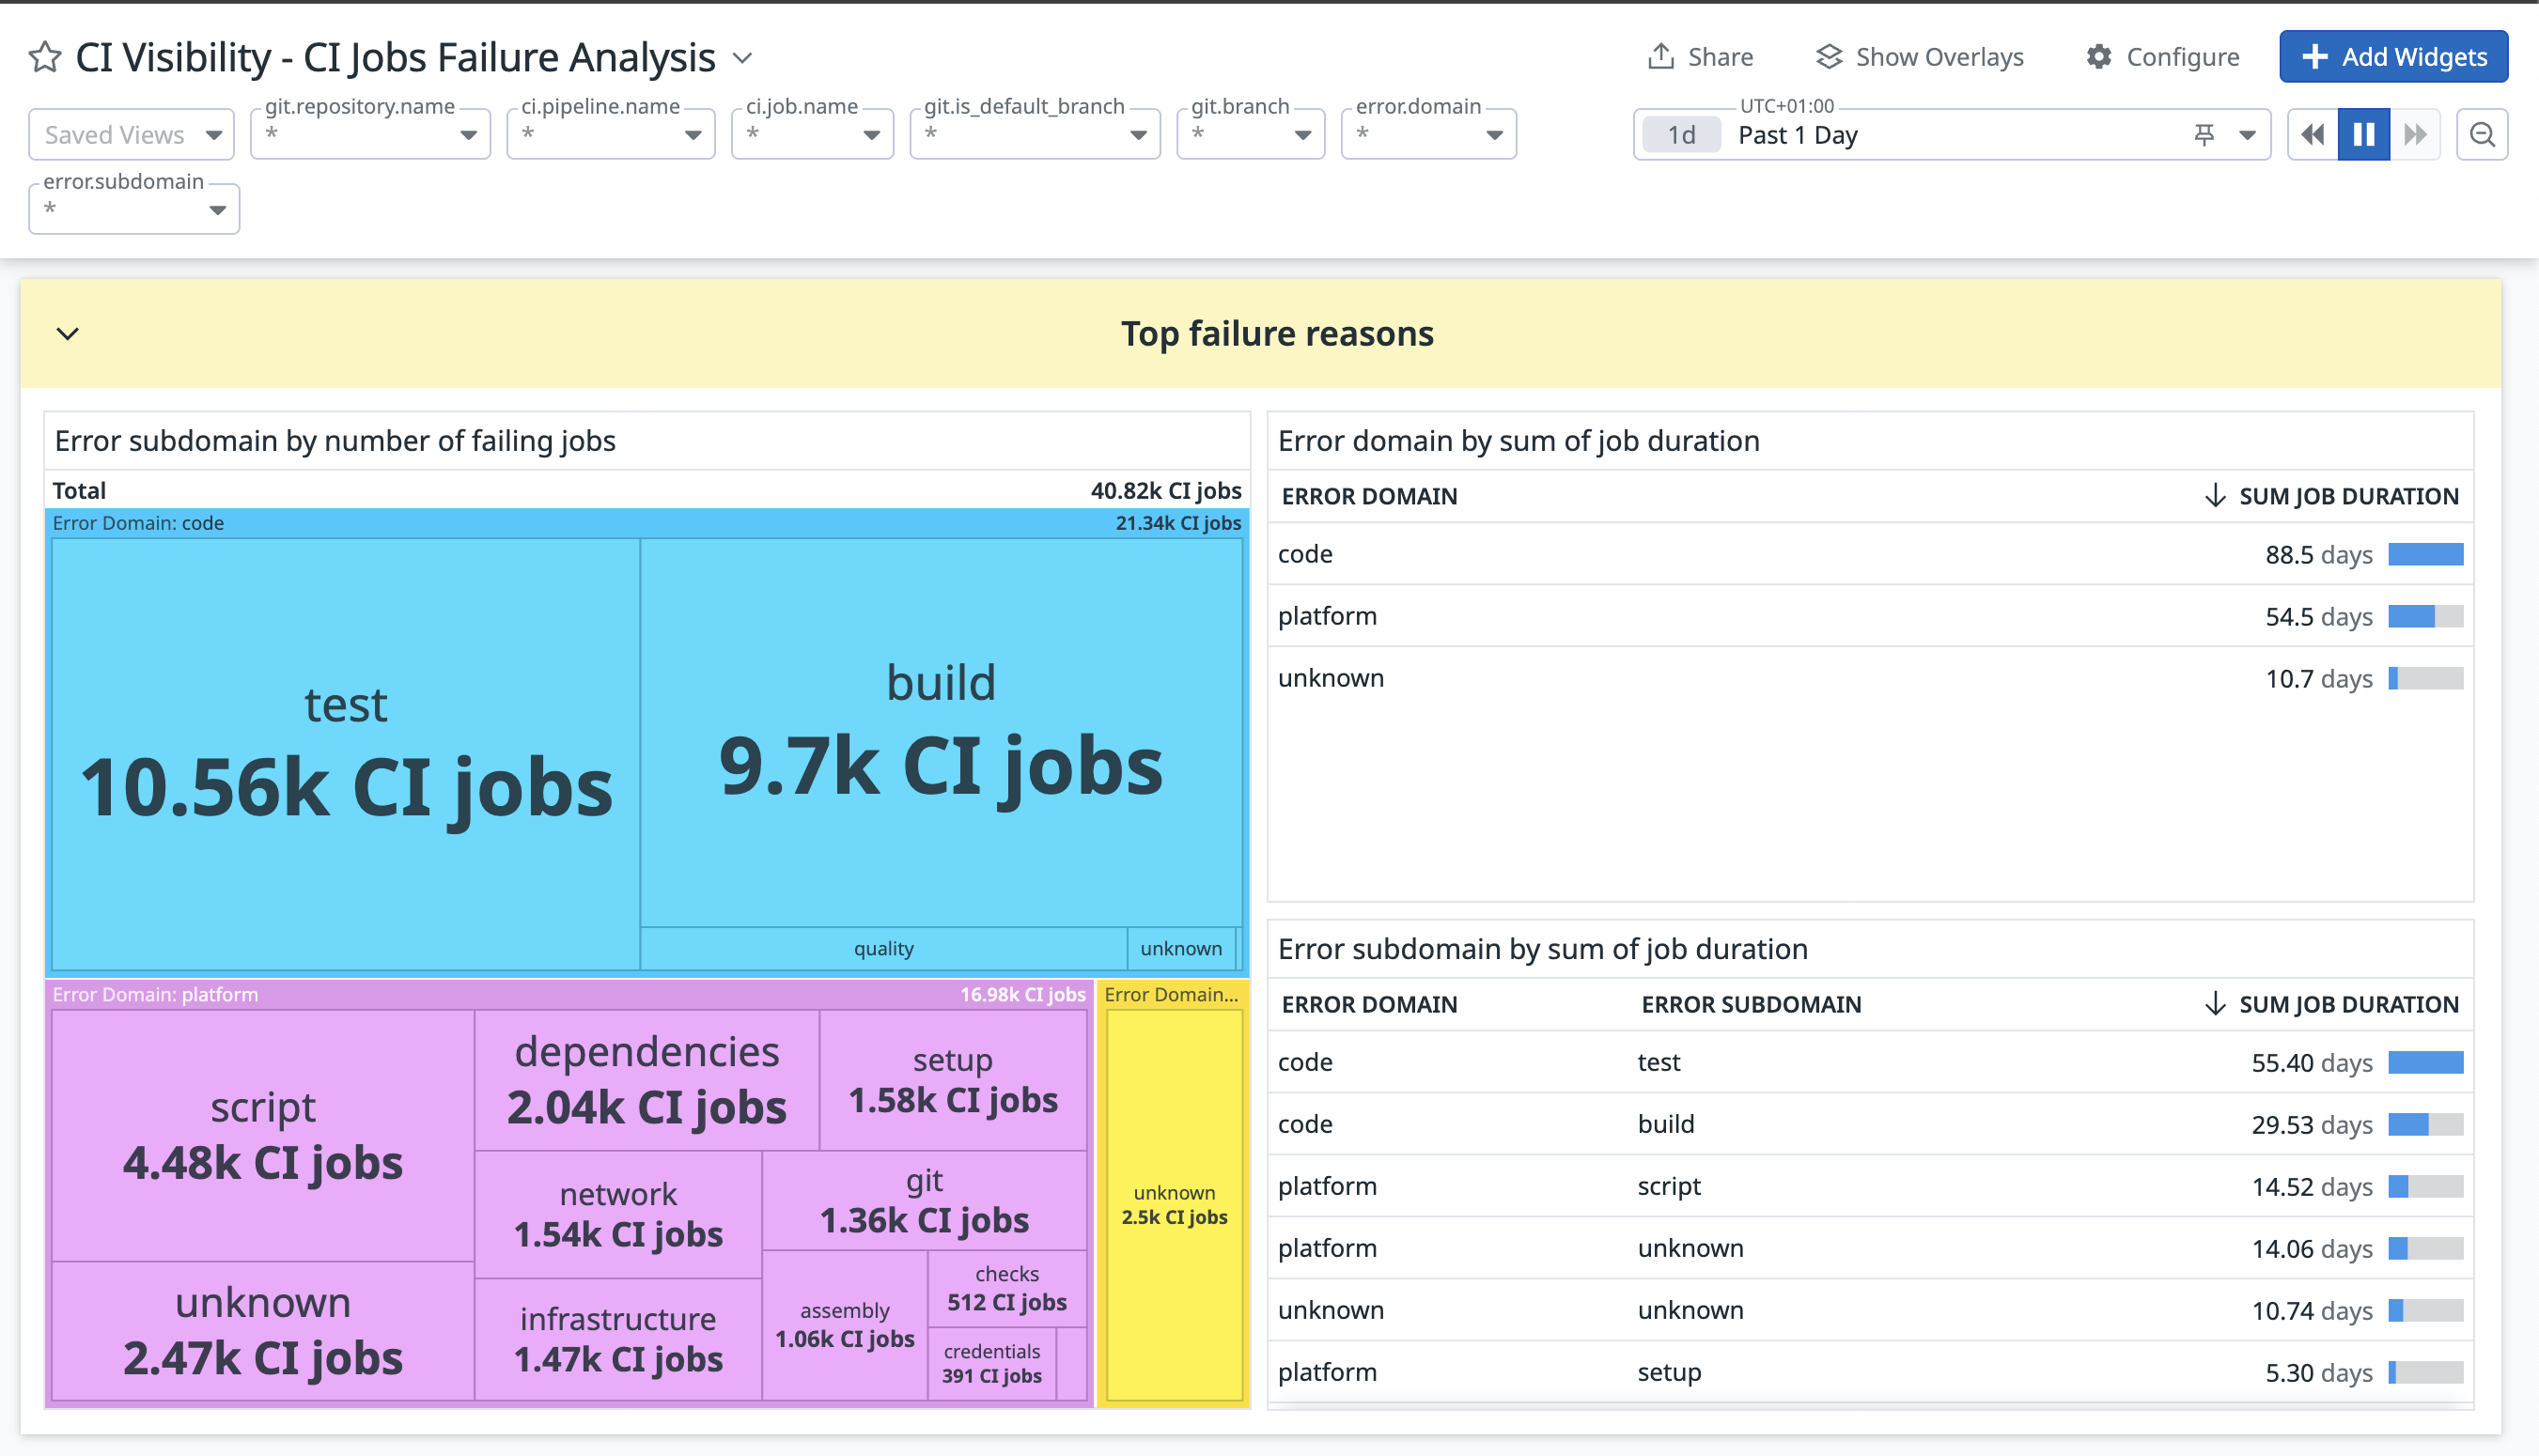 CI Visibility - CI Jobs Failure Analysis
Share
Show Overlays
Configure
Add Widgets
Saved Views
git.repository.name
*
ci.pipeline.name
*
ci.job.name
*
git.is_default_branch
*
git.branch
*
error.domain
*
UTC+01:00
1d
Past 1 Day
error.subdomain
*
Top failure reasons
Error subdomain by number of failing jobs
Total 40.82k CI jobs
Error Domain: code 21.34k CI jobs
test
10.56k CI jobs
build
9.7k CI jobs
quality
unknown
Error Domain: platform 16.98k CI jobs
script
4.48k CI jobs
unknown
2.47k CI jobs
dependencies
2.04k CI jobs
setup
1.58k CI jobs
network
1.54k CI jobs
git
1.36k CI jobs
infrastructure
1.47k CI jobs
assembly
1.06k CI jobs
checks
512 CI jobs
credentials
391 CI jobs
Error Domain...
unknown
2.5k CI jobs
Error domain by sum of job duration
ERROR DOMAIN SUM JOB DURATION
code 88.5 days
platform 54.5 days
unknown 10.7 days
Error subdomain by sum of job duration
ERROR DOMAIN ERROR SUBDOMAIN SUM JOB DURATION
code test 55.40 days
code build 29.53 days
platform script 14.52 days
platform unknown 14.06 days
unknown unknown 10.74 days
platform setup 5.30 days